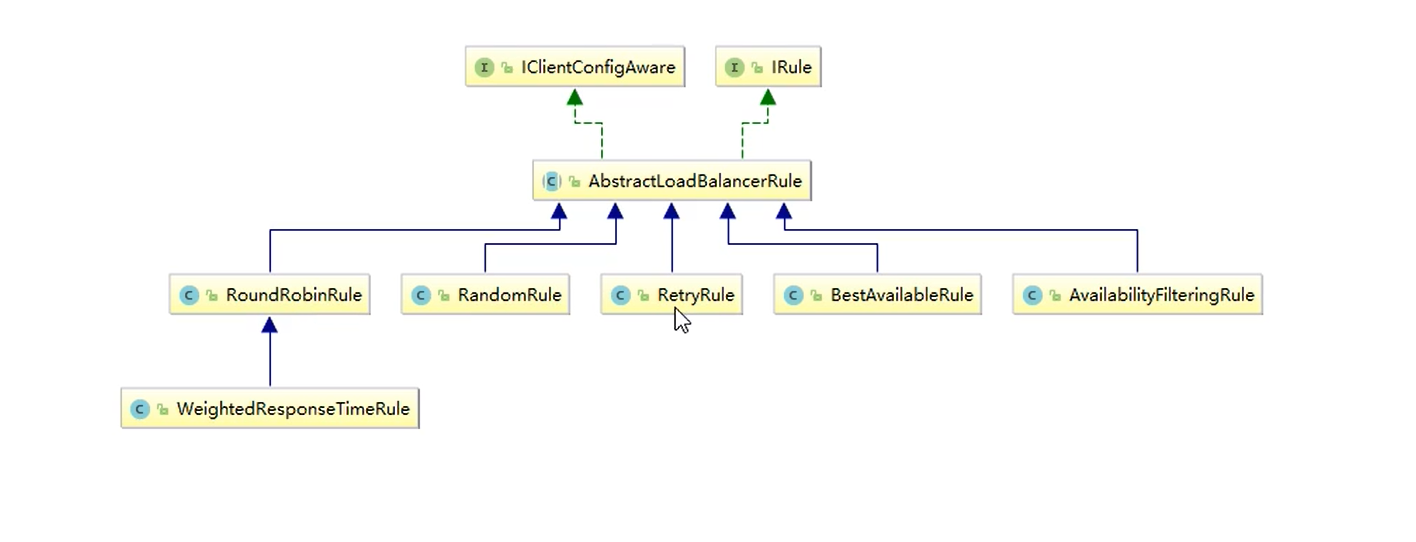 IClientConfigAware
IRule
AbstractLoadBalancerRule
RoundRobinRule
RandomRule
RetryRule
BestAvailableRule
AvailabilityFilteringRule
WeightedResponseTimeRule